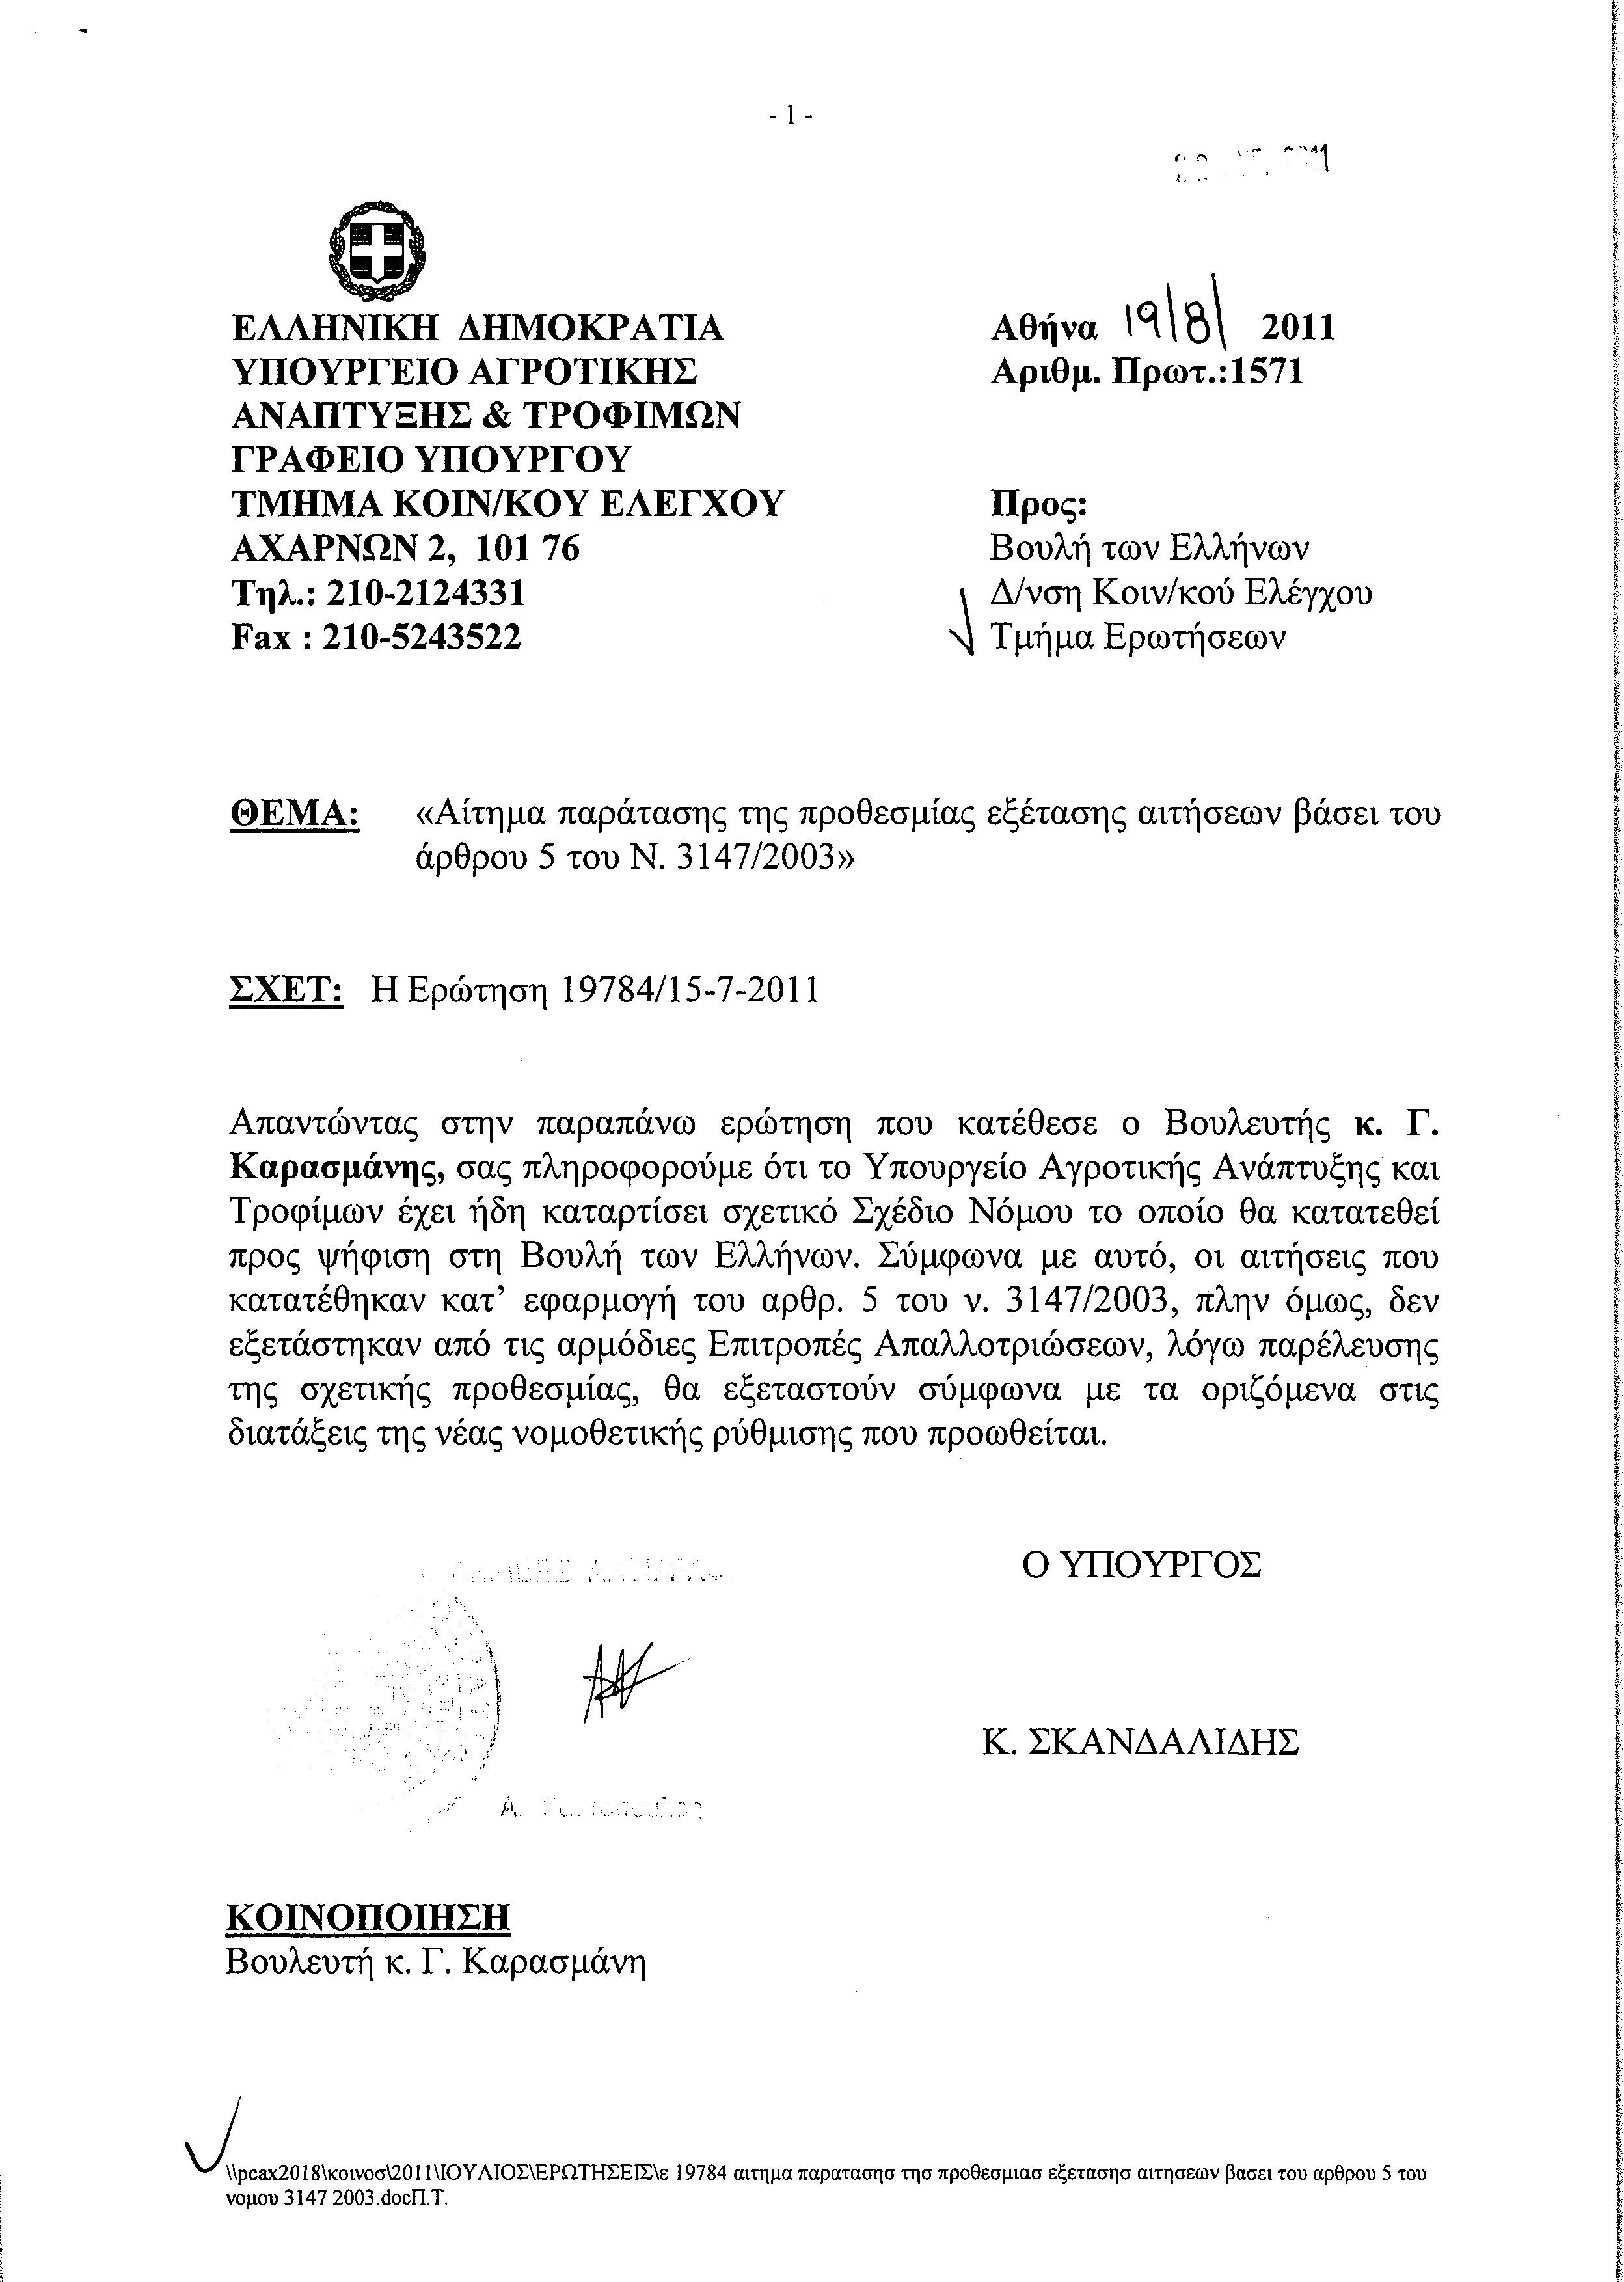 - 1 -
ΕΛΛΗΝΙΚΗ ΔΗΜΟΚΡΑΤΙΑ
ΥΠΟΥΡΓΕΙΟ ΑΓΡΟΤΙΚΗΣ
ΑΝΑΠΤΥΞΗΣ & ΤΡΟΦΙΜΩΝ
ΓΡΑΦΕΙΟ ΥΠΟΥΡΓΟΥ
ΤΜΗΜΑ ΚΟΙΝ/ΚΟΥ ΕΛΕΓΧΟΥ
ΑΧΑΡΝΩΝ 2, 101 76
Τηλ.: 210-2124331
Fax : 210-5243522
Αθήνα 19/8/ 2011
Αριθμ. Πρωτ.:1571
Προς:
Βουλή των Ελλήνων
Δ/νση Κοιν/κού Ελέγχου
Τμήμα Ερωτήσεων
ΘΕΜΑ: «Αίτημα παράτασης της προθεσμίας εξέτασης αιτήσεων βάσει του
άρθρου 5 του Ν. 3147/2003»
ΣΧΕΤ: Η Ερώτηση 19784/15-7-2011
Απαντώντας στην παραπάνω ερώτηση που κατέθεσε ο Βουλευτής κ. Γ.
Καρασμάνης, σας πληροφορούμε ότι το Υπουργείο Αγροτικής Ανάπτυξης και
Τροφίμων έχει ήδη καταρτίσει σχετικό Σχέδιο Νόμου το οποίο θα κατατεθεί
προς ψήφιση στη Βουλή των Ελλήνων. Σύμφωνα με αυτό, οι αιτήσεις που
κατατέθηκαν κατ’ εφαρμογή του αρθρ. 5 του ν. 3147/2003, πλην όμως, δεν
εξετάστηκαν από τις αρμόδιες Επιτροπές Απαλλοτριώσεων, λόγω παρέλευσης
της σχετικής προθεσμίας, θα εξεταστούν σύμφωνα με τα οριζόμενα στις
διατάξεις της νέας νομοθετικής ρύθμισης που προωθείται.
Ο ΥΠΟΥΡΓΟΣ
Κ. ΣΚΑΝΔΑΛΙΔΗΣ
ΚΟΙΝΟΠΟΙΗΣΗ
Βουλευτή κ. Γ. Καρασμάνη
\\pcax2018\κοινοσ\2011\ΙΟΥΛΙΟΣ\ΕΡΩΤΗΣΕΙΣ\ε 19784 αιτημα παρατασησ τησ προθεσμιασ εξετασησ αιτησεων βασει του αρθρου 5 του
νομου 3147 2003.docΠ.Τ.